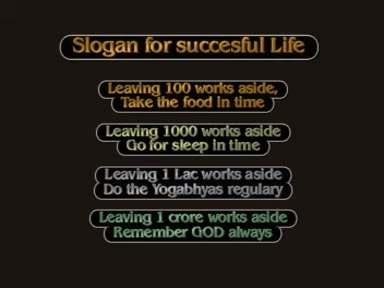 Slogan for succesful Life
Leaving 100 works aside,
Take the food in time
Leaving 1000 works aside
Go for sleep in time
Leaving 1 Lac works aside
Do the Yogabhyas regulary
Leaving 1 crore works aside
Remember GOD always